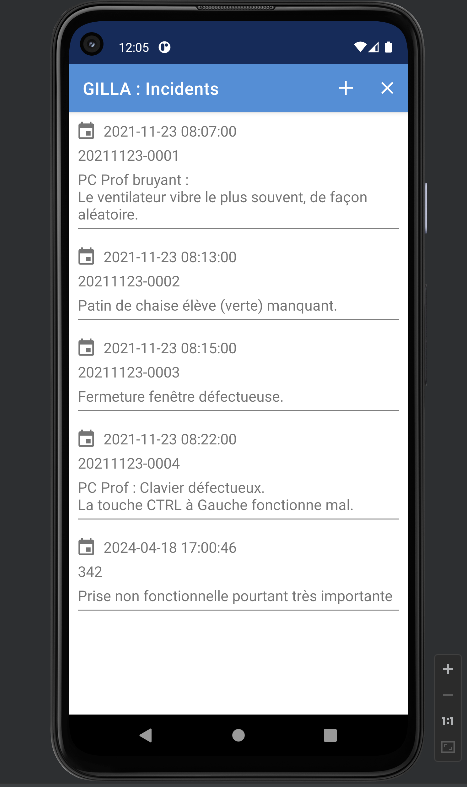 12:05
GILLA : Incidents
2021-11-23 08:07:00
20211123-0001
PC Prof bruyant :
Le ventilateur vibre le plus souvent, de façon
aléatoire.
2021-11-23 08:13:00
20211123-0002
Patin de chaise élève (verte) manquant.
2021-11-23 08:15:00
20211123-0003
Fermeture fenêtre défectueuse.
2021-11-23 08:22:00
20211123-0004
PC Prof : Clavier défectueux.
La touche CTRL à Gauche fonctionne mal.
2024-04-18 17:00:46
342
Prise non fonctionnelle pourtant très importante
1:1